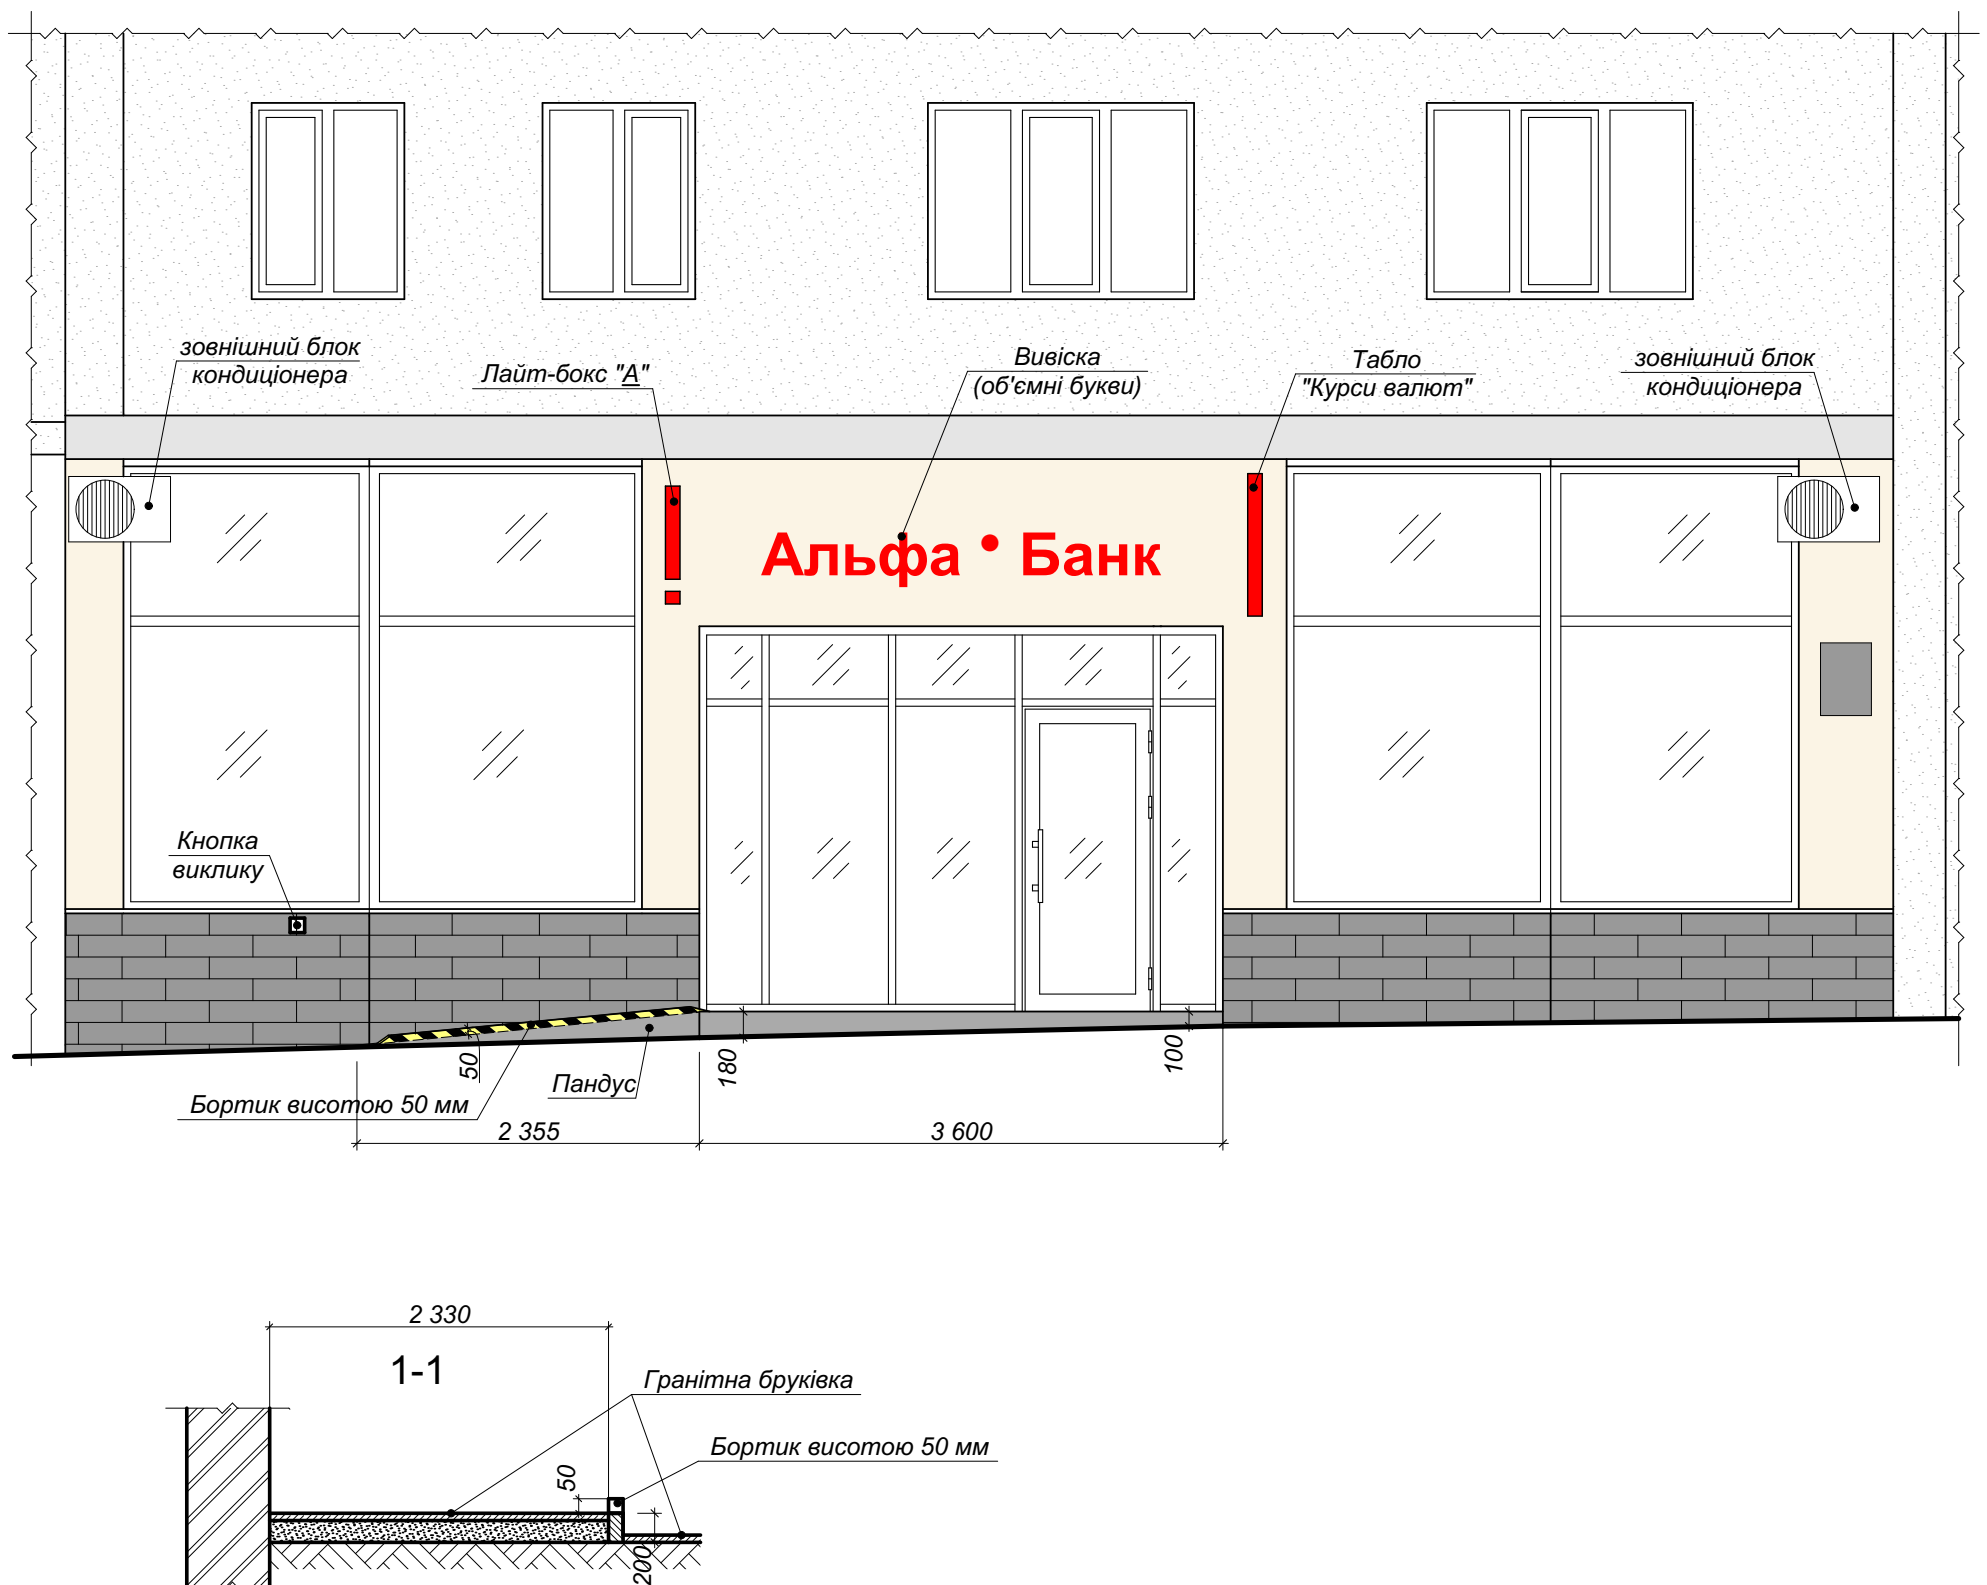 зовнішний блок
кондиціонера
Лайт-бокс "А"
Вивіска
(об'ємні букви)
Табло
"Курси валют"
зовнішний блок
кондиціонера
Альфа • Банк
Кнопка
виклику
50
Пандус
180
100
Бортик висотою 50 мм
2 355
3 600
2 330
1-1
Гранітна бруківка
Бортик висотою 50 мм
50
200